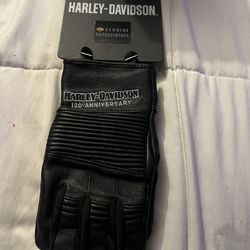 HARLEY-DAVIDSON.
GENUINE
MOTORCLOTHES
HARLEY-DAVIDSON
120TH ANNIVERSARY